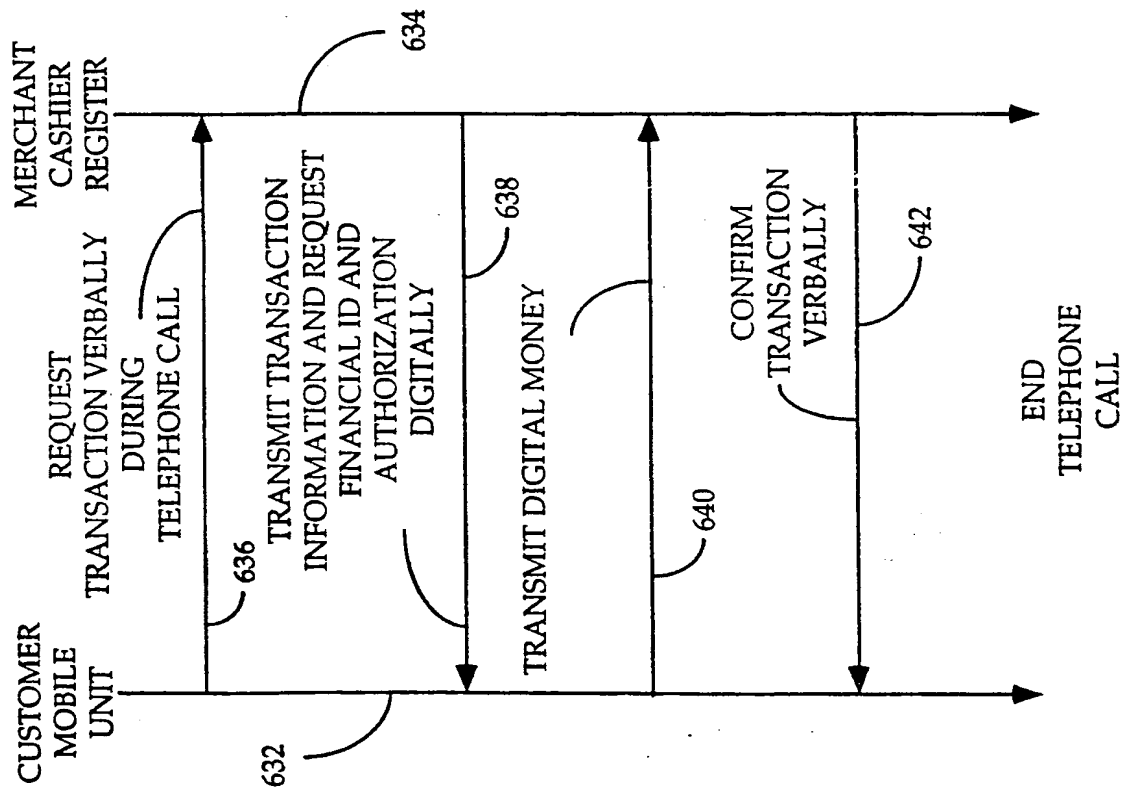 CUSTOMER
MOBILE
UNIT
MERCHANT
CASHIER
REGISTER
632
634
REQUEST
TRANSACTION VERBALLY
DURING
TELEPHONE CALL
636
TRANSMIT TRANSACTION
INFORMATION AND REQUEST
FINANCIAL ID AND
AUTHORIZATION
DIGITALLY
638
TRANSMIT DIGITAL MONEY
640
CONFIRM
TRANSACTION
VERBALLY
642
END
TELEPHONE
CALL